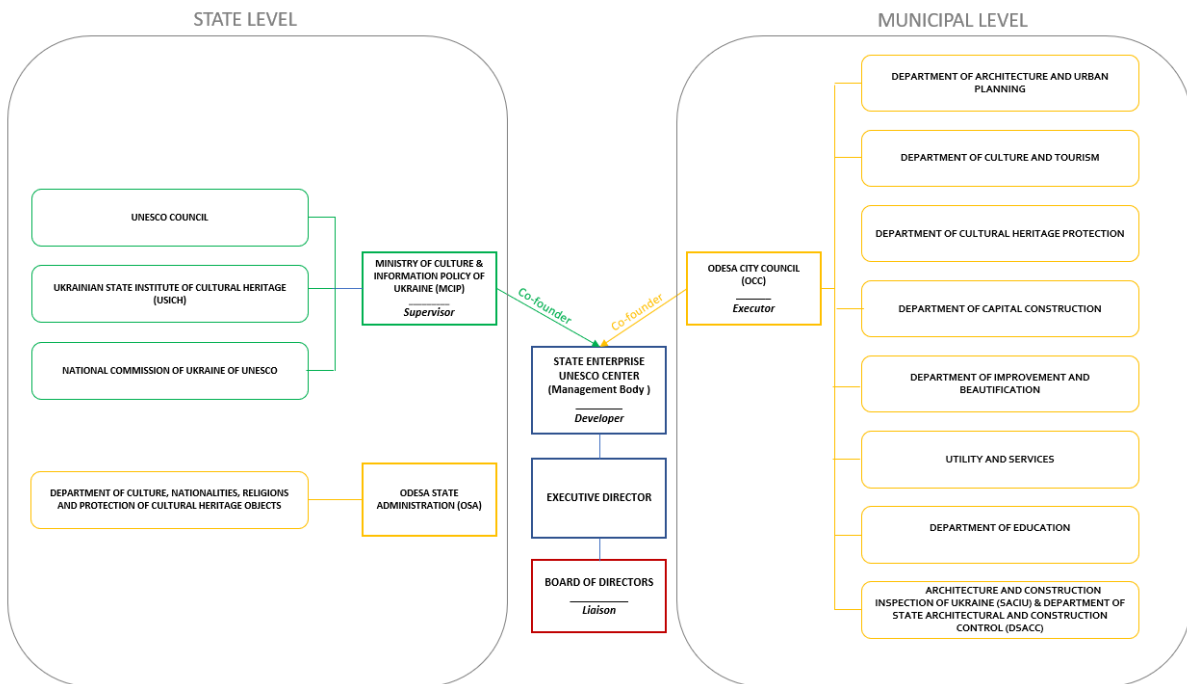 STATE LEVEL
UNESCO COUNCIL
UKRAINIAN STATE INSTITUTE OF CULTURAL HERITAGE
(USICH)
NATIONAL COMMISSION OF UKRAINE OF UNESCO
MINISTRY OF CULTURE &
INFORMATION POLICY OF
UKRAINE (MCIP)
Supervisor
DEPARTMENT OF CULTURE, NATIONALITIES, RELIGIONS
AND PROTECTION OF CULTURAL HERITAGE OBJECTS
ODESA STATE
ADMINISTRATION (OSA)
Co-founder
Co-founder
STATE ENTERPRISE
UNESCO CENTER
(Management Body )
Developer
EXECUTIVE DIRECTOR
BOARD OF DIRECTORS
Liaison
MUNICIPAL LEVEL
ODESA CITY COUNCIL
(OCC)
Executor
DEPARTMENT OF ARCHITECTURE AND URBAN
PLANNING
DEPARTMENT OF CULTURE AND TOURISM
DEPARTMENT OF CULTURAL HERITAGE PROTECTION
DEPARTMENT OF CAPITAL CONSTRUCTION
DEPARTMENT OF IMPROVEMENT AND
BEAUTIFICATION
UTILITY AND SERVICES
DEPARTMENT OF EDUCATION
ARCHITECTURE AND CONSTRUCTION
INSPECTION OF UKRAINE (SACIU) & DEPARTMENT OF
STATE ARCHITECTURAL AND CONSTRUCTION
CONTROL (DSACC)